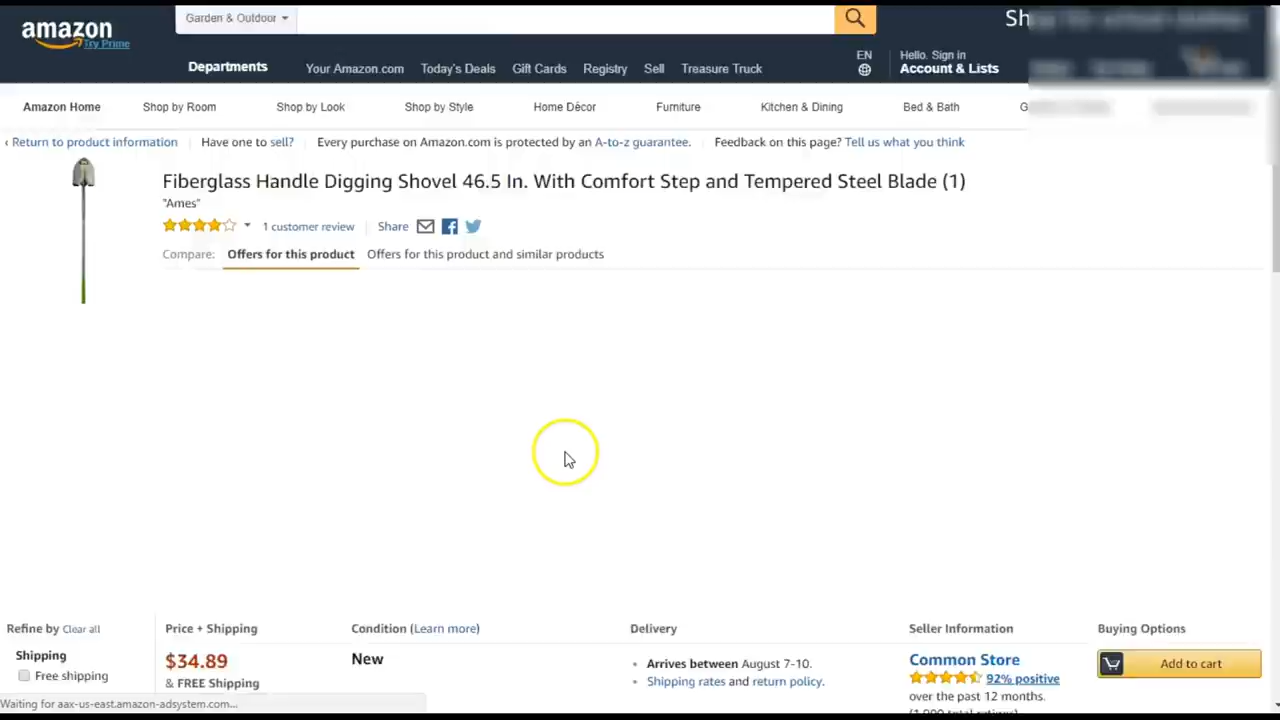 amazon
Try Prime
Garden & Outdoor
Sh
EN
Hello. Sign in
Account & Lists
Departments
Your Amazon.com
Today's Deals
Gift Cards
Registry
Sell
Treasure Truck
Amazon Home
Shop by Room
Shop by Look
Shop by Style
Home Décor
Furniture
Kitchen & Dining
Bed & Bath
G
‹ Return to product information
Have one to sell?
Every purchase on Amazon.com is protected by an A-to-z guarantee.
Feedback on this page? Tell us what you think
Fiberglass Handle Digging Shovel 46.5 In. With Comfort Step and Tempered Steel Blade (1)
"Ames"
1 customer review
Share
Compare: Offers for this product Offers for this product and similar products
Refine by Clear all
Price + Shipping
Condition (Learn more)
Delivery
Seller Information
Buying Options
Shipping
Free shipping
$34.89
& FREE Shipping
New
Arrives between August 7-10.
Shipping rates and return policy.
Common Store
92% positive
over the past 12 months.
Add to cart
Waiting for aax-us-east.amazon-adsystem.com...